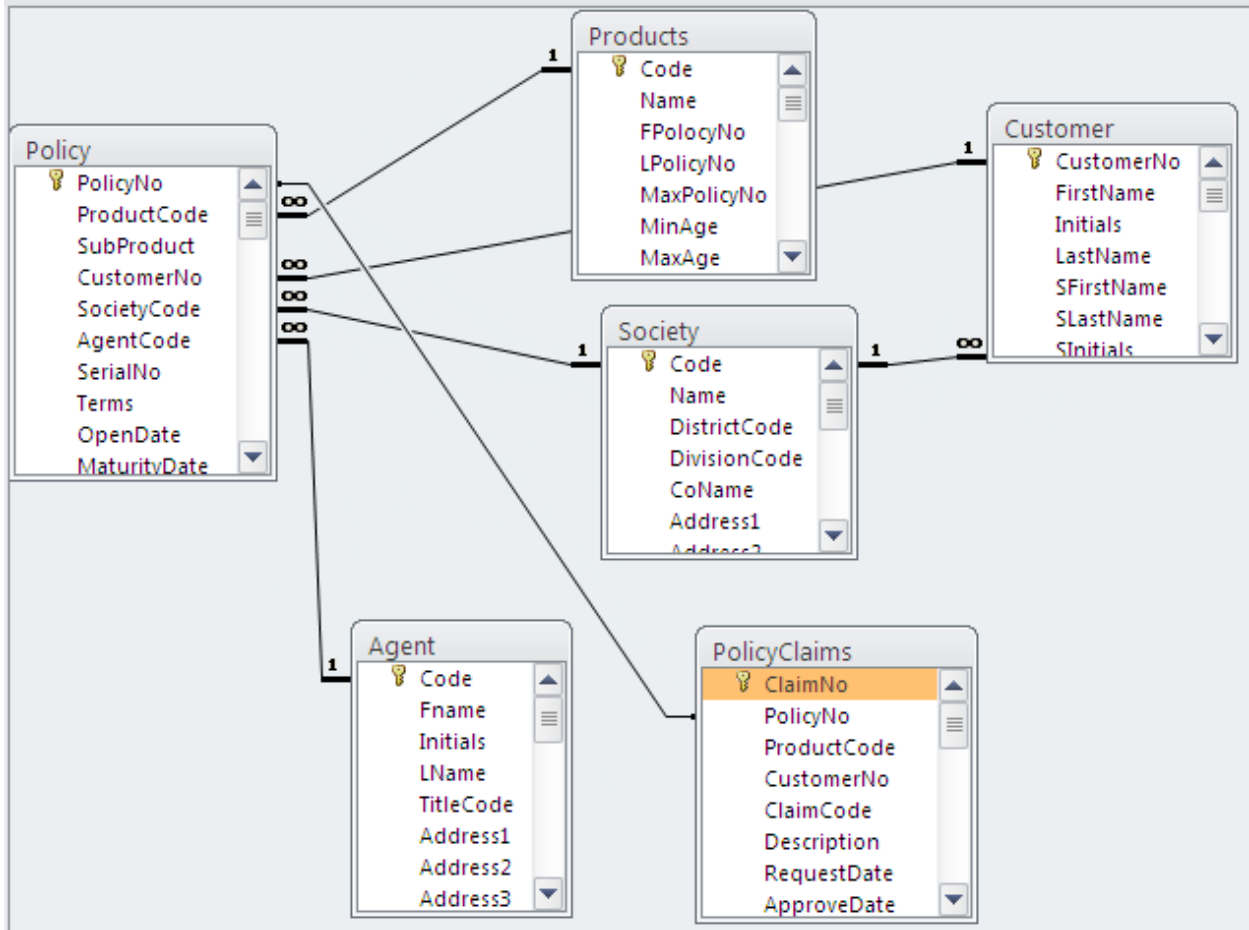 Products
Code
Name
FPolocyNo
LPolicyNo
MaxPolicyNo
MinAge
MaxAge
Customer
CustomerNo
FirstName
Initials
LastName
SFirstName
SLastName
SInitials
Policy
PolicyNo
ProductCode
SubProduct
CustomerNo
SocietyCode
AgentCode
SerialNo
Terms
OpenDate
MaturityDate
Society
Code
Name
DistrictCode
DivisionCode
CoName
Address1
Address2
Agent
Code
Fname
Initials
LName
TitleCode
Address1
Address2
Address3
PolicyClaims
ClaimNo
PolicyNo
ProductCode
CustomerNo
ClaimCode
Description
RequestDate
ApproveDate
1
∞
1
∞
∞
1
1
∞
∞
1